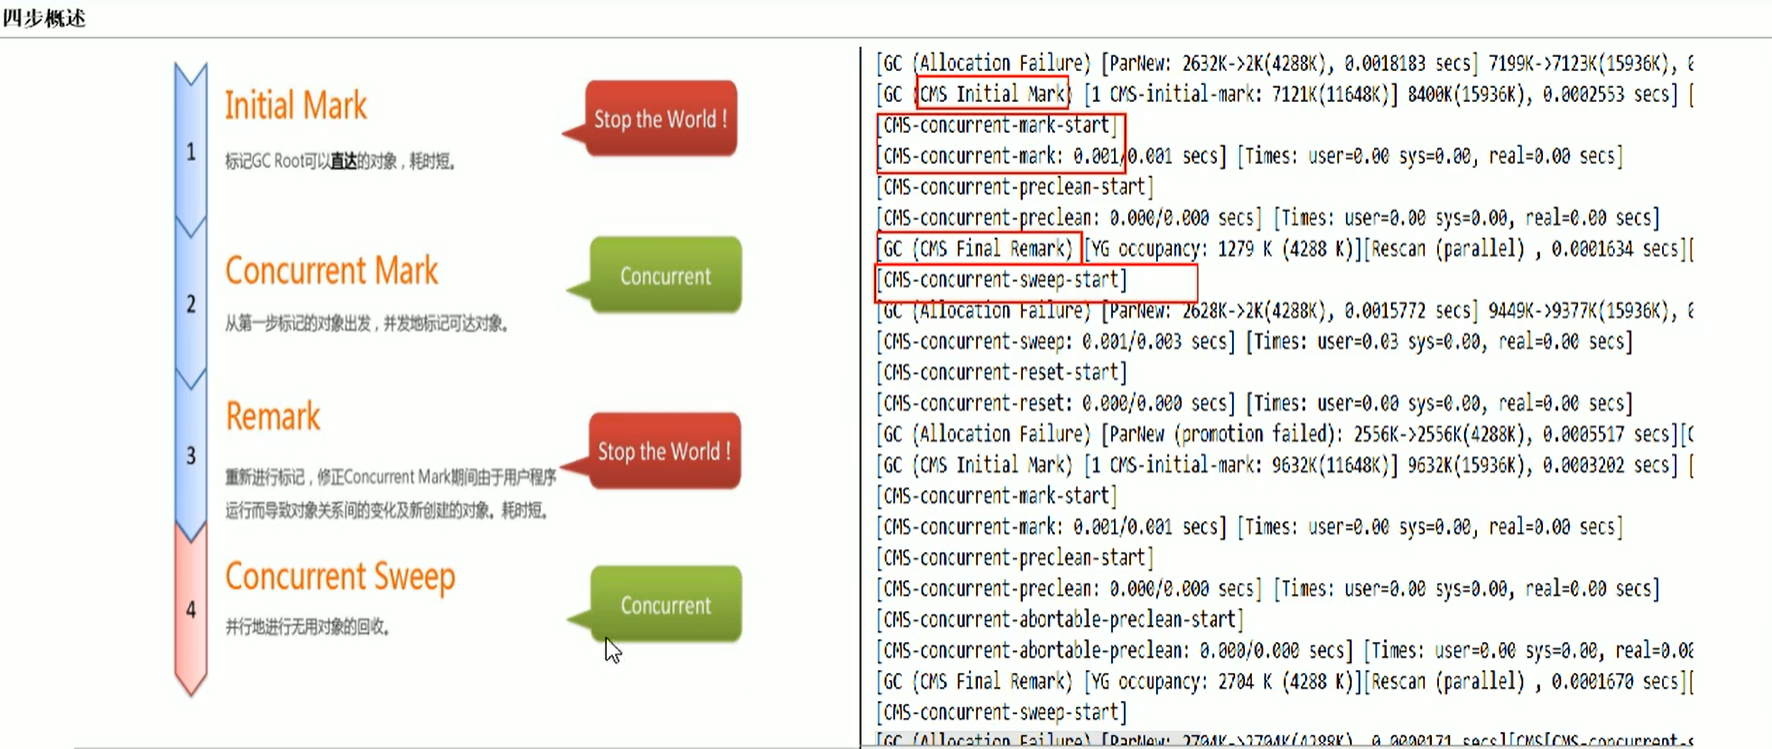 四步概述
1
Initial Mark
标记GC Root可以直达的对象，耗时短。
Stop the World !
2
Concurrent Mark
从第一步标记的对象出发，并发地标记可达对象。
Concurrent
3
Remark
重新进行标记，修正Concurrent Mark期间由于用户程序
运行而导致对象关系间的变化及新创建的对象。耗时短。
Stop the World !
4
Concurrent Sweep
并行地进行无用对象的回收。
Concurrent
[GC (Allocation Failure) [ParNew: 2632K->2K(4288K), 0.0018183 secs] 7199K->7123K(15936K),
[GC (CMS Initial Mark) [1 CMS-initial-mark: 7121K(11648K)] 8400K(15936K), 0.0002553 secs] [
[CMS-concurrent-mark-start]
[CMS-concurrent-mark: 0.001/0.001 secs] [Times: user=0.00 sys=0.00, real=0.00 secs]
[CMS-concurrent-preclean-start]
[CMS-concurrent-preclean: 0.000/0.000 secs] [Times: user=0.00 sys=0.00, real=0.00 secs]
[GC (CMS Final Remark) [YG occupancy: 1279 K (4288 K)][Rescan (parallel) , 0.0001634 secs][
[CMS-concurrent-sweep-start]
[GC (Allocation Failure) [ParNew: 2628K->2K(4288K), 0.0015772 secs] 9449K->9377K(15936K),
[CMS-concurrent-sweep: 0.001/0.003 secs] [Times: user=0.03 sys=0.00, real=0.00 secs]
[CMS-concurrent-reset-start]
[CMS-concurrent-reset: 0.000/0.000 secs] [Times: user=0.00 sys=0.00, real=0.00 secs]
[GC (Allocation Failure) [ParNew (promotion failed): 2556K->2556K(4288K), 0.0005517 secs][
[GC (CMS Initial Mark) [1 CMS-initial-mark: 9632K(11648K)] 9632K(15936K), 0.0003202 secs] [
[CMS-concurrent-mark-start]
[CMS-concurrent-mark: 0.001/0.001 secs] [Times: user=0.00 sys=0.00, real=0.00 secs]
[CMS-concurrent-preclean-start]
[CMS-concurrent-preclean: 0.000/0.000 secs] [Times: user=0.00 sys=0.00, real=0.00 secs]
[CMS-concurrent-abortable-preclean-start]
[CMS-concurrent-abortable-preclean: 0.000/0.000 secs] [Times: user=0.00 sys=0.00, real=0.00
[GC (CMS Final Remark) [YG occupancy: 2704 K (4288 K)][Rescan (parallel) , 0.0001670 secs][
[CMS-concurrent-sweep-start]
[GC (Allocation Failure) [ParNew: 2704K->2704K(4288K), 0.0000171 secs][CMS[CMS-concurrent-s